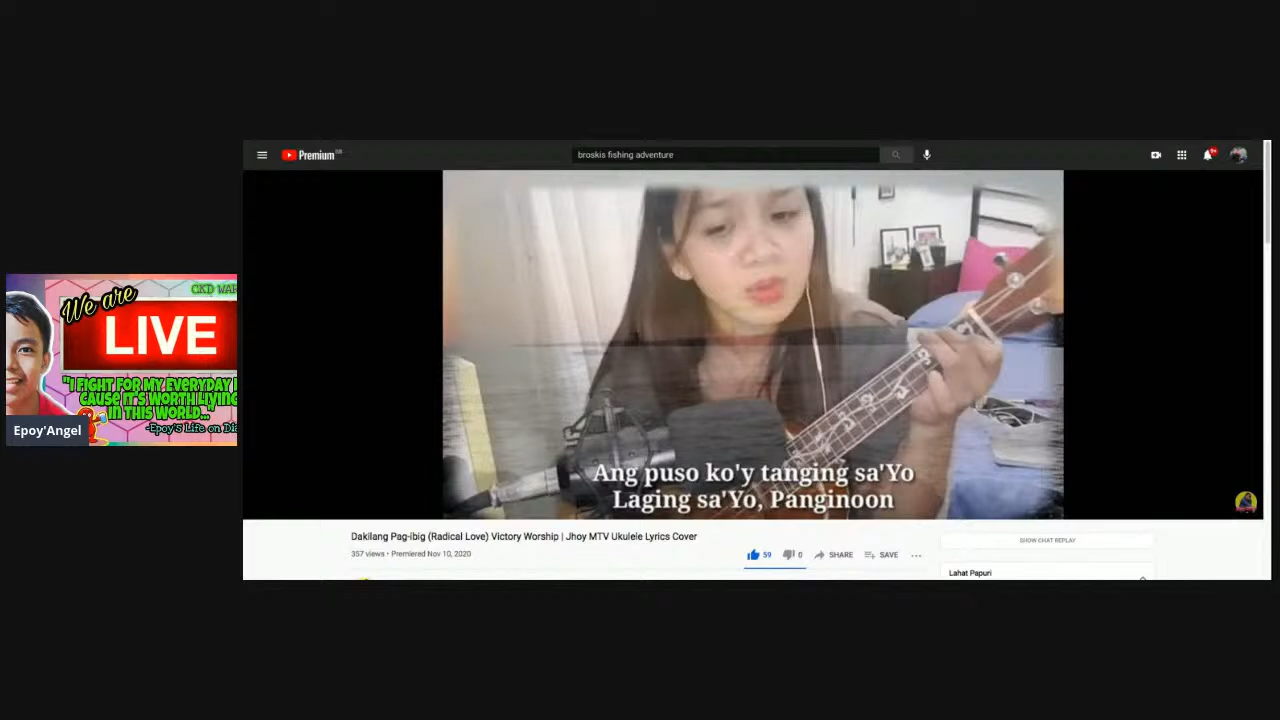 Premium
broskis fishing adventure
9+
We are
CKD WAR
LIVE
"I FIGHT FOR MY EVERYDAY
CAUSE IT'S WORTH LIVING
IN THIS WORLD..."
-Epoy's Life on Dia
Epoy'Angel
Ang puso ko'y tanging sa'Yo
Laging sa'Yo, Panginoon
Dakilang Pag-ibig (Radical Love) Victory Worship | Jhoy MTV Ukulele Lyrics Cover
357 views • Premiered Nov 10, 2020
59
0
SHARE
SAVE
SHOW CHAT REPLAY
Lahat Papuri